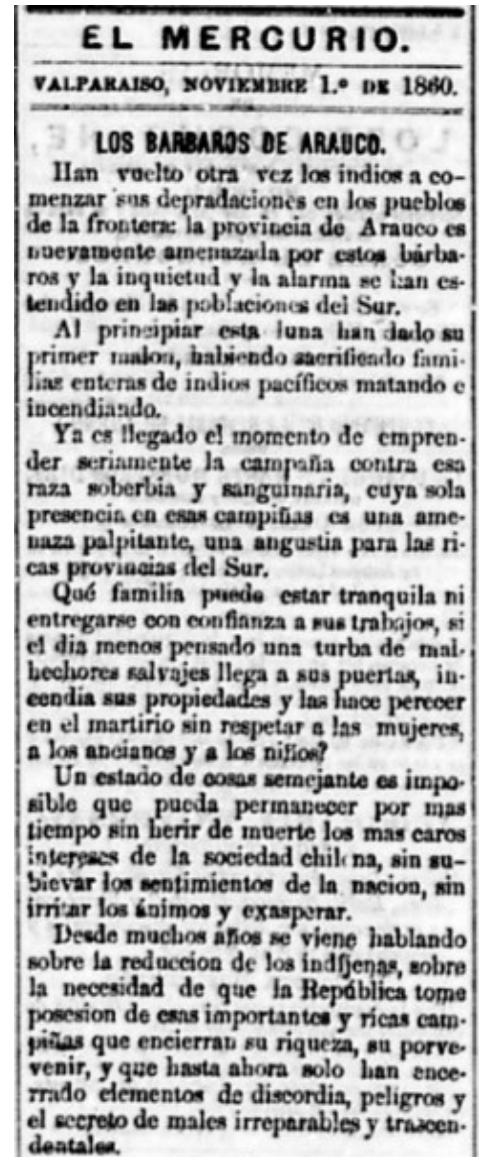 EL MERCURIO.
VALPARAISO, NOVIEMBRE 1.º DE 1860.
LOS BARBAROS DE ARAUCO.
Han vuelto otra vez los indios a co-
menzar sus depradaciones en los pueblos
de la frontera: la provincia de Arauco es
nuevamente amenazada por estos bárba-
ros y la inquietud y la alarma se han es-
tendido en las poblaciones del Sur.
Al principiar esta luna han dado su
primer malon, habiendo sacrificado fami-
lias enteras de indios pacíficos matando e
incendiando.
Ya es llegado el momento de empren-
der seriamente la campaña contra esa
raza soberbia y sanguinaria, cuya sola
presencia en esas campiñas es una ame-
naza palpitante, una angustia para las ri-
cas provincias del Sur.
Qué familia puede estar tranquila ni
entregarse con confianza a sus trabajos, si
el dia menos pensado una turba de mal-
hechores salvajes llega a sus puertas, in-
cendia sus propiedades y las hace perecer
en el martirio sin respetar a las mujeres,
a los ancianos y a los niños?
Un estado de cosas semejante es impo-
sible que pueda permanecer por mas
tiempo sin herir de muerte los mas caros
intereses de la sociedad chilena, sin su-
blevar los sentimientos de la nacion, sin
irritar los ánimos y exasperar.
Desde muchos años se viene hablando
sobre la reduccion de los indíjenas, sobre
la necesidad de que la República tome
posesion de esas importantes y ricas cam-
piñas que encierran su riqueza, su porve-
venir, y que hasta ahora solo han ence-
rrado elementos de discordia, peligros y
el secreto de males irreparables y trascen-
dentales.